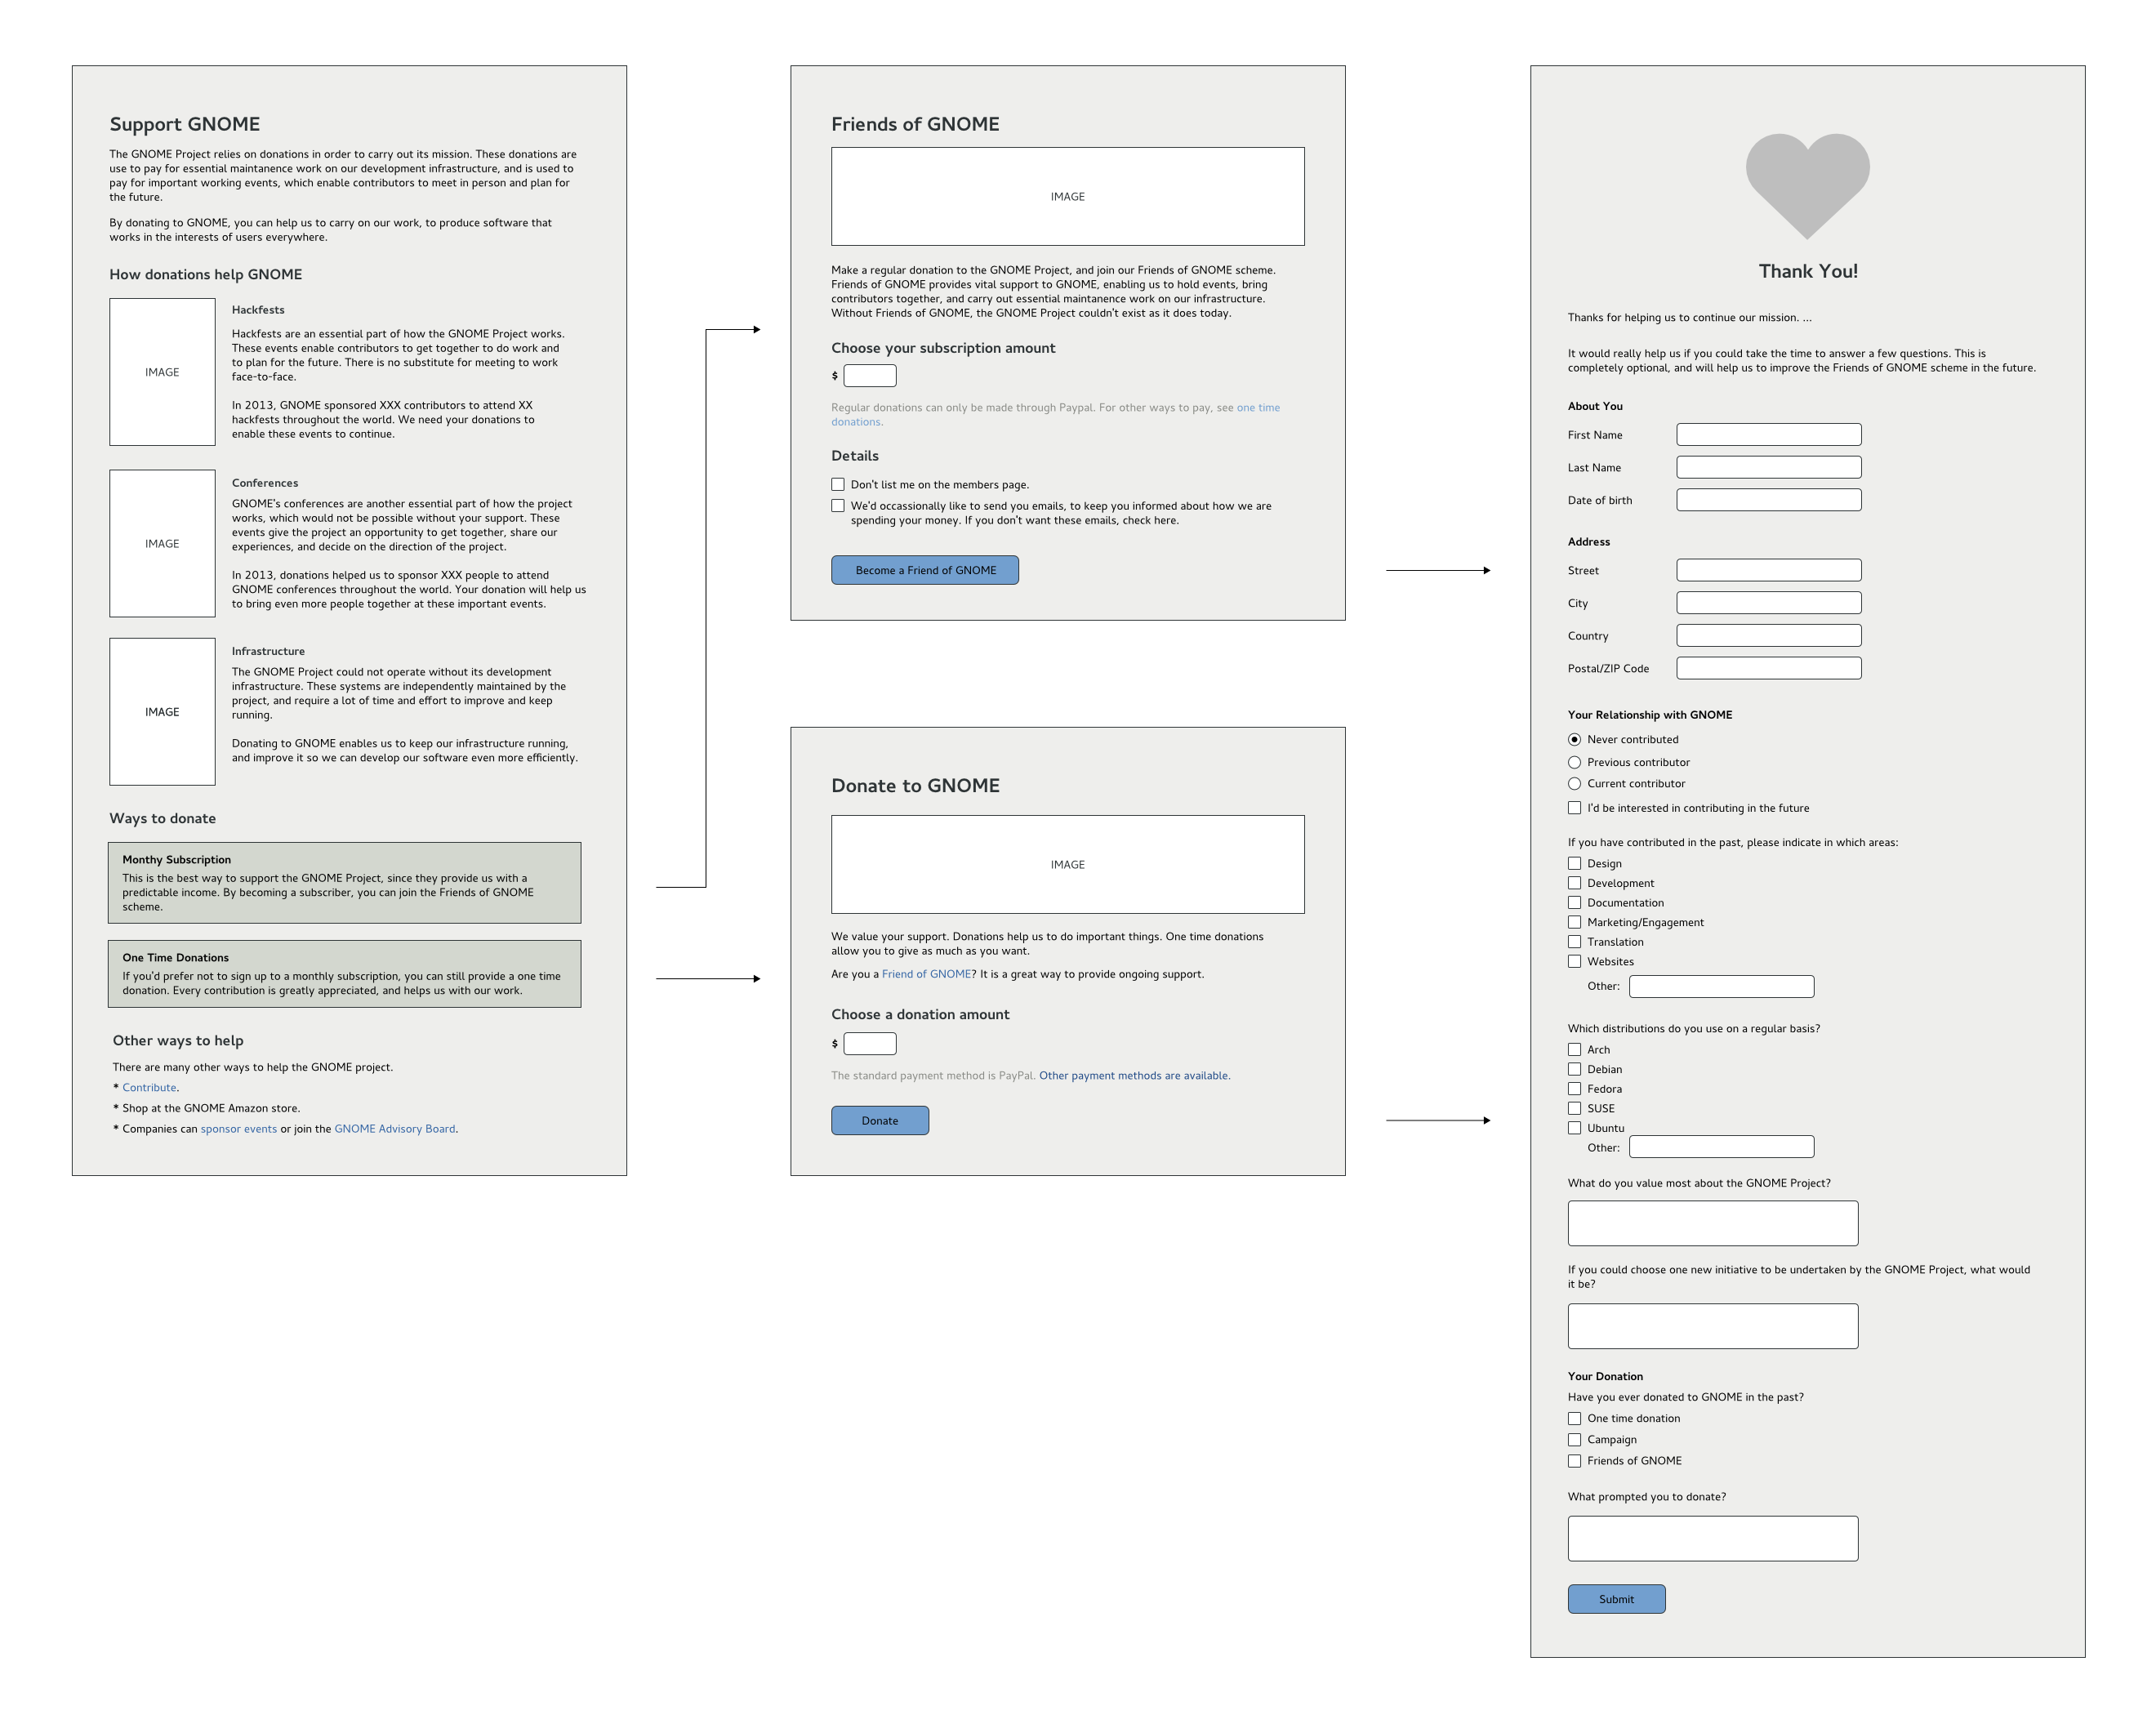 Support GNOME
The GNOME Project relies on donations in order to carry out its mission. These donations are
use to pay for essential maintanence work on our development infrastructure, and is used to
pay for important working events, which enable contributors to meet in person and plan for
the future.
By donating to GNOME, you can help us to carry on our work, to produce software that
works in the interests of users everywhere.
How donations help GNOME
IMAGE
Hackfests
Hackfests are an essential part of how the GNOME Project works.
These events enable contributors to get together to do work and
to plan for the future. There is no substitute for meeting to work
face-to-face.
In 2013, GNOME sponsored XXX contributors to attend XX
hackfests throughout the world. We need your donations to
enable these events to continue.
IMAGE
Conferences
GNOME's conferences are another essential part of how the project
works, which would not be possible without your support. These
events give the project an opportunity to get together, share our
experiences, and decide on the direction of the project.
In 2013, donations helped us to sponsor XXX people to attend
GNOME conferences throughout the world. Your donation will help us
to bring even more people together at these important events.
IMAGE
Infrastructure
The GNOME Project could not operate without its development
infrastructure. These systems are independently maintained by the
project, and require a lot of time and effort to improve and keep
running.
Donating to GNOME enables us to keep our infrastructure running,
and improve it so we can develop our software even more efficiently.
Ways to donate
Monthy Subscription
This is the best way to support the GNOME Project, since they provide us with a
predictable income. By becoming a subscriber, you can join the Friends of GNOME
scheme.
One Time Donations
If you'd prefer not to sign up to a monthly subscription, you can still provide a one time
donation. Every contribution is greatly appreciated, and helps us with our work.
Other ways to help
There are many other ways to help the GNOME project.
* Contribute.
* Shop at the GNOME Amazon store.
* Companies can sponsor events or join the GNOME Advisory Board.
Friends of GNOME
IMAGE
Make a regular donation to the GNOME Project, and join our Friends of GNOME scheme.
Friends of GNOME provides vital support to GNOME, enabling us to hold events, bring
contributors together, and carry out essential maintanence work on our infrastructure.
Without Friends of GNOME, the GNOME Project couldn't exist as it does today.
Choose your subscription amount
$
Regular donations can only be made through Paypal. For other ways to pay, see one time
donations.
Details
Don't list me on the members page.
We'd occassionally like to send you emails, to keep you informed about how we are
spending your money. If you don't want these emails, check here.
Become a Friend of GNOME
Donate to GNOME
IMAGE
We value your support. Donations help us to do important things. One time donations
allow you to give as much as you want.
Are you a Friend of GNOME? It is a great way to provide ongoing support.
Choose a donation amount
$
The standard payment method is PayPal. Other payment methods are available.
Donate
Thank You!
Thanks for helping us to continue our mission. ...
It would really help us if you could take the time to answer a few questions. This is
completely optional, and will help us to improve the Friends of GNOME scheme in the future.
About You
First Name
Last Name
Date of birth
Address
Street
City
Country
Postal/ZIP Code
Your Relationship with GNOME
Never contributed
Previous contributor
Current contributor
I'd be interested in contributing in the future
If you have contributed in the past, please indicate in which areas:
Design
Development
Documentation
Marketing/Engagement
Translation
Websites
Other:
Which distributions do you use on a regular basis?
Arch
Debian
Fedora
SUSE
Ubuntu
Other:
What do you value most about the GNOME Project?
If you could choose one new initiative to be undertaken by the GNOME Project, what would
it be?
Your Donation
Have you ever donated to GNOME in the past?
One time donation
Campaign
Friends of GNOME
What prompted you to donate?
Submit